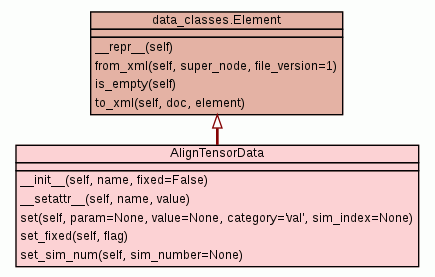 data_classes.Element
__repr__(self)
from_xml(self, super_node, file_version=1)
is_empty(self)
to_xml(self, doc, element)
AlignTensorData
__init__(self, name, fixed=False)
__setattr__(self, name, value)
set(self, param=None, value=None, category='val', sim_index=None)
set_fixed(self, flag)
set_sim_num(self, sim_number=None)